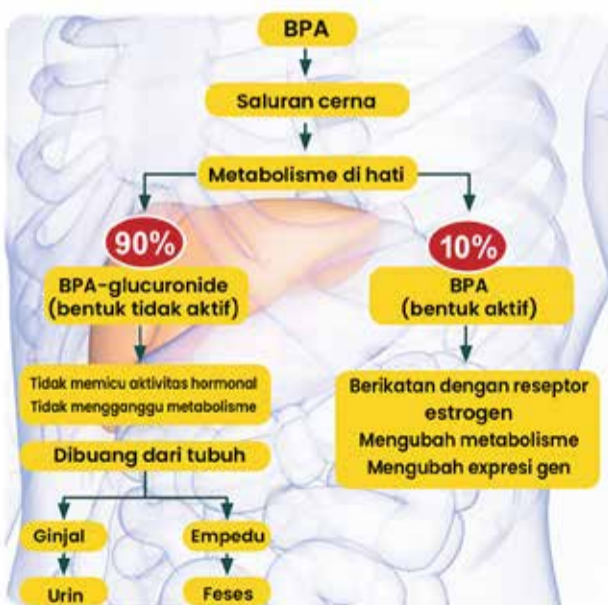 BPA
Saluran cerna
Metabolisme di hati
90%
BPA-glucuronide
(bentuk tidak aktif)
Tidak memicu aktivitas hormonal
Tidak mengganggu metabolisme
Dibuang dari tubuh
Ginjal
Empedu
Urin
Feses
10%
BPA
(bentuk aktif)
Berikatan dengan reseptor
estrogen
Mengubah metabolisme
Mengubah expresi gen